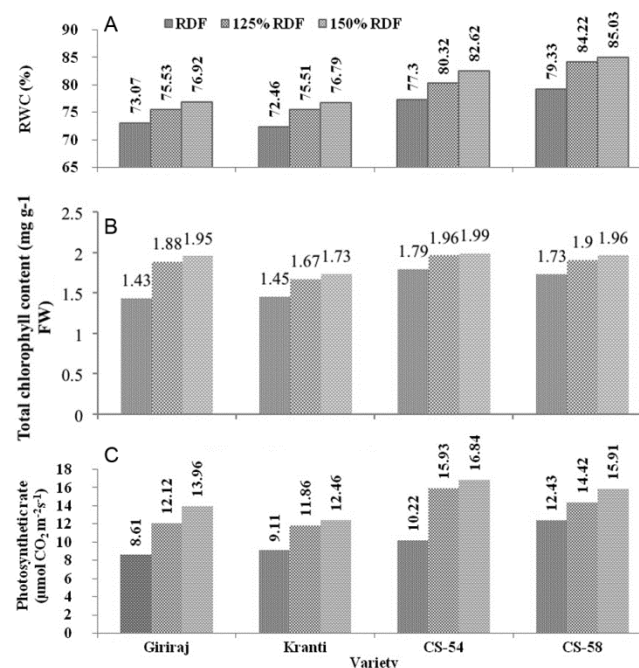 A
RDF 125% RDF 150% RDF
RWC (%)
90
85
80
75
70
65
73.07 75.53 76.92 72.46 75.51 76.79 77.3 80.32 82.62 79.33 84.22 85.03
B
Total chlorophyll content (mg g-1 FW)
2.5
2
1.5
1
0.5
0
1.43 1.88 1.95 1.45 1.67 1.73 1.79 1.96 1.99 1.73 1.9 1.96
C
Photosynthetic rate
(µmol CO₂ m⁻²s⁻¹)
18
16
14
12
10
8
6
4
2
0
8.61 12.12 13.96 9.11 11.86 12.46 10.22 15.93 16.84 12.43 14.42 15.91
Giriraj Kranti CS-54 CS-58
Variety